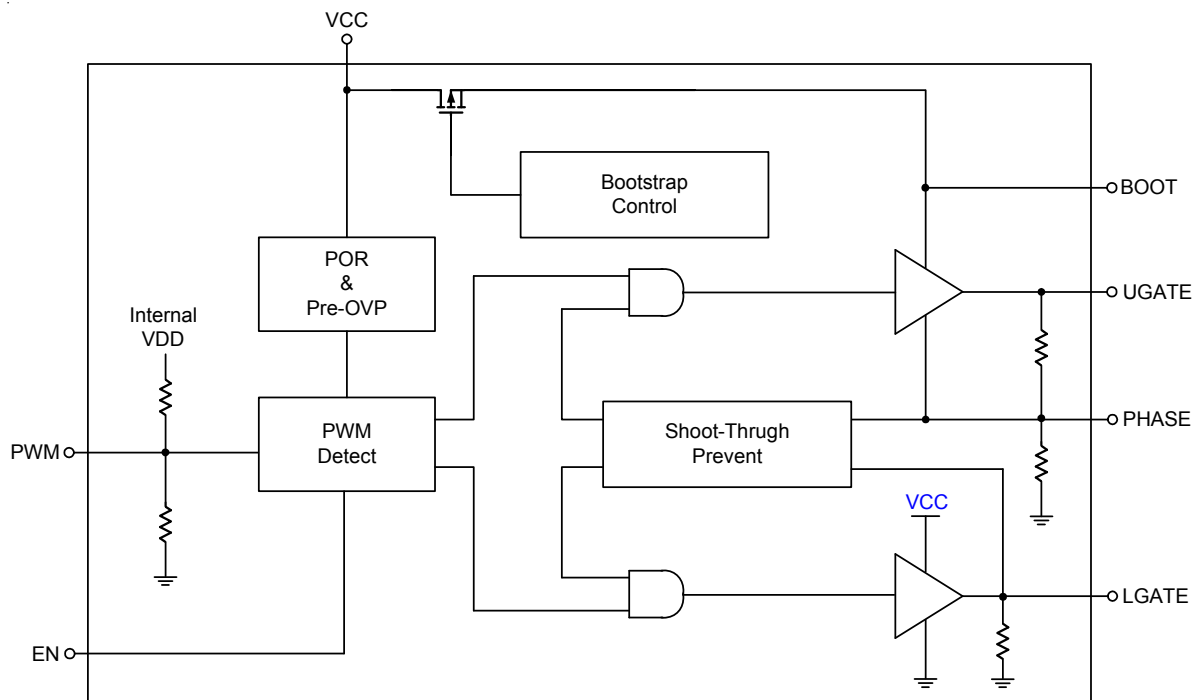 VCC
Bootstrap
Control
BOOT
POR
&
Pre-OVP
UGATE
Internal
VDD
PWM
PWM
Detect
Shoot-Thrugh
Prevent
PHASE
VCC
LGATE
EN